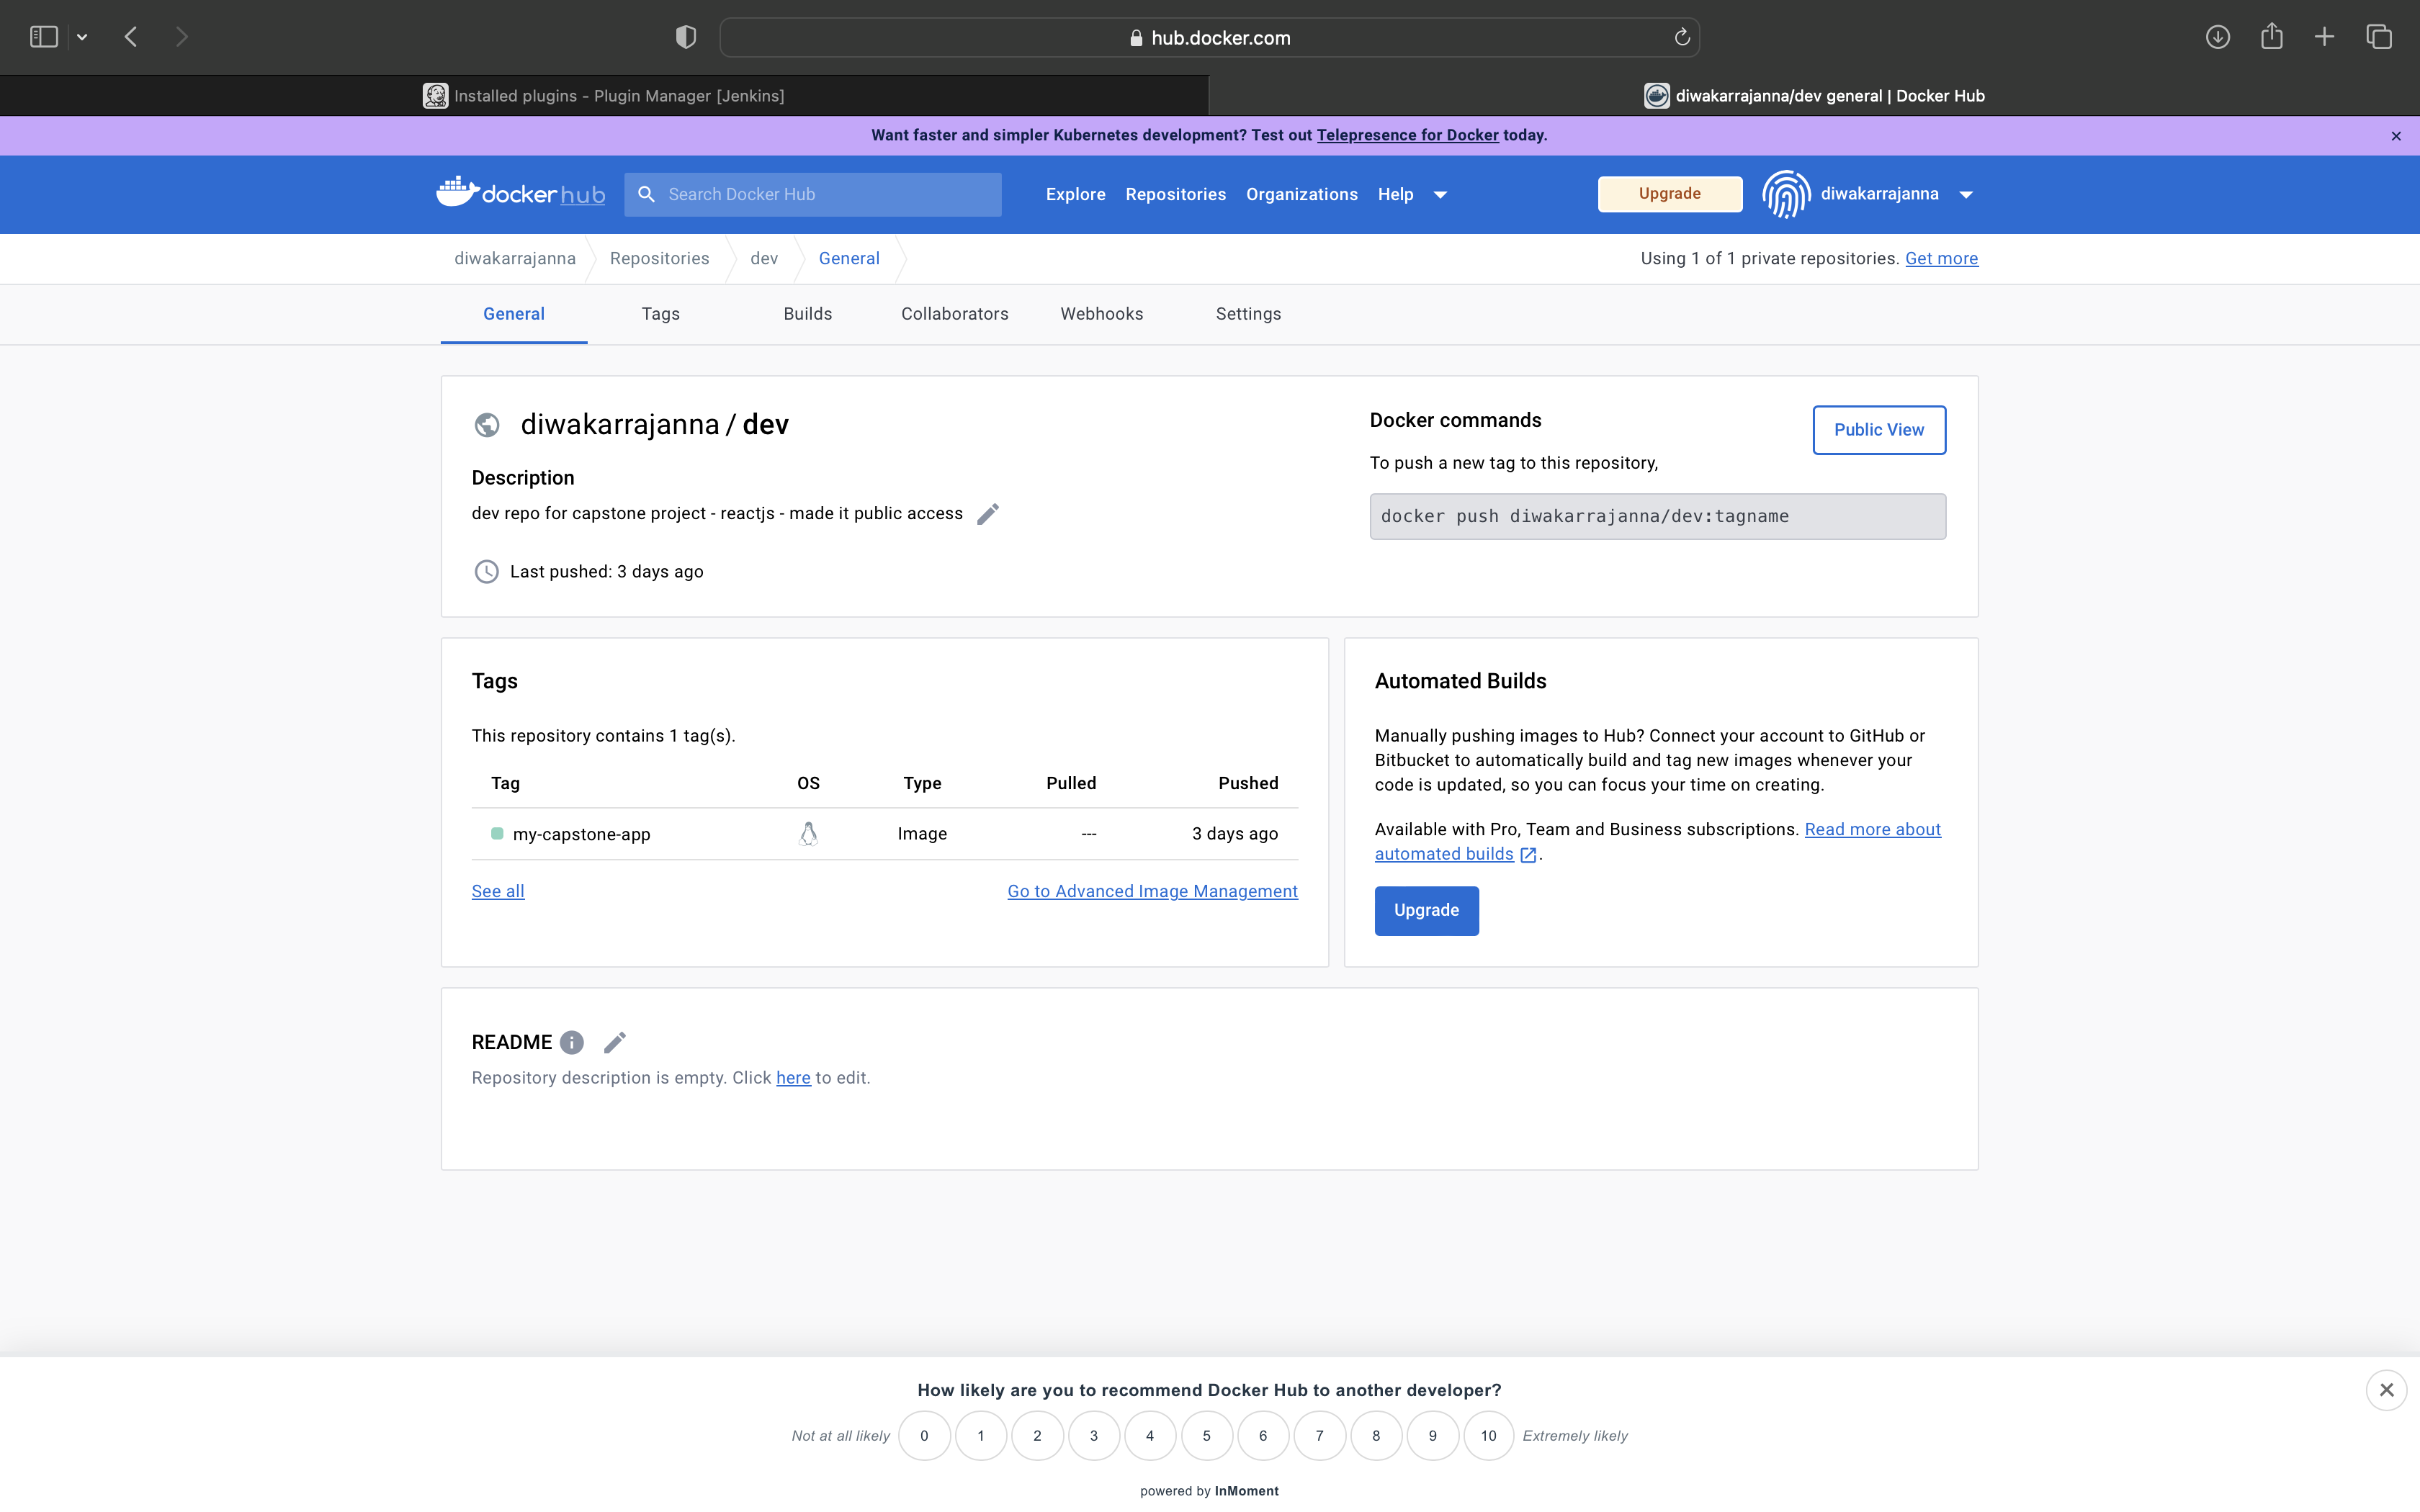 hub.docker.com
Installed plugins - Plugin Manager [Jenkins]
diwakarrajanna/dev general | Docker Hub
Want faster and simpler Kubernetes development? Test out Telepresence for Docker today.
docker hub
Search Docker Hub
Explore
Repositories
Organizations
Help
Upgrade
diwakarrajanna
diwakarrajanna
Repositories
dev
General
Using 1 of 1 private repositories. Get more
General
Tags
Builds
Collaborators
Webhooks
Settings
diwakarrajanna / dev
Description
dev repo for capstone project - reactjs - made it public access
Last pushed: 3 days ago
Docker commands
Public View
To push a new tag to this repository,
docker push diwakarrajanna/dev:tagname
Tags
This repository contains 1 tag(s).
Tag OS Type Pulled Pushed
my-capstone-app Image --- 3 days ago
See all
Go to Advanced Image Management
Automated Builds
Manually pushing images to Hub? Connect your account to GitHub or
Bitbucket to automatically build and tag new images whenever your
code is updated, so you can focus your time on creating.
Available with Pro, Team and Business subscriptions. Read more about
automated builds .
Upgrade
README
Repository description is empty. Click here to edit.
How likely are you to recommend Docker Hub to another developer?
Not at all likely 0 1 2 3 4 5 6 7 8 9 10 Extremely likely
powered by InMoment